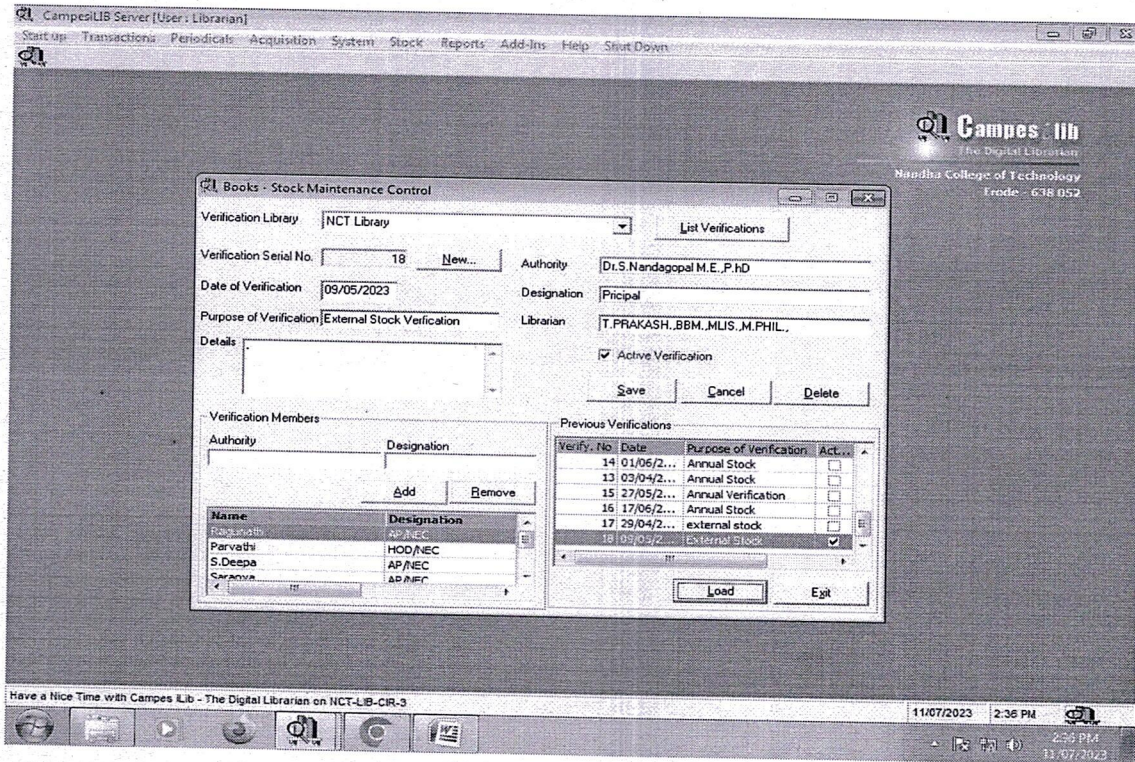 CampesiLIB Server [User : Librarian]
Start up Transactions Periodicals Acquisition System Stock Reports Add-Ins Help Shut Down
Campes ilib
The Digital Librarian
Nandha College of Technology
Erode - 638 052
Books - Stock Maintenance Control
Verification Library NCT Library List Verifications
Verification Serial No. 18 New...
Date of Verification 09/05/2023
Purpose of Verification External Stock Verfication
Details .
Authority Dr.S.Nandagopal M.E.,P.hD
Designation Pricipal
Librarian T.PRAKASH.,BBM.,MLIS.,M.PHIL.,
Active Verification
Save Cancel Delete
Verification Members
Authority Designation
Add Remove
Name Designation
Ragunath AP/NEC
Parvathi HOD/NEC
S.Deepa AP/NEC
Saranya AP/NEC
Previous Verifications
Verify. No Date Purpose of Verification Act...
14 01/06/2... Annual Stock
13 03/04/2... Annual Stock
15 27/05/2... Annual Verification
16 17/06/2... Annual Stock
17 29/04/2... external stock
18 09/05/2... External Stock
Load Exit
Have a Nice Time with Campes iLib - The Digital Librarian on NCT-LIB-CIR-3
11/07/2023 2:36 PM
2:36 PM
11/07/2023